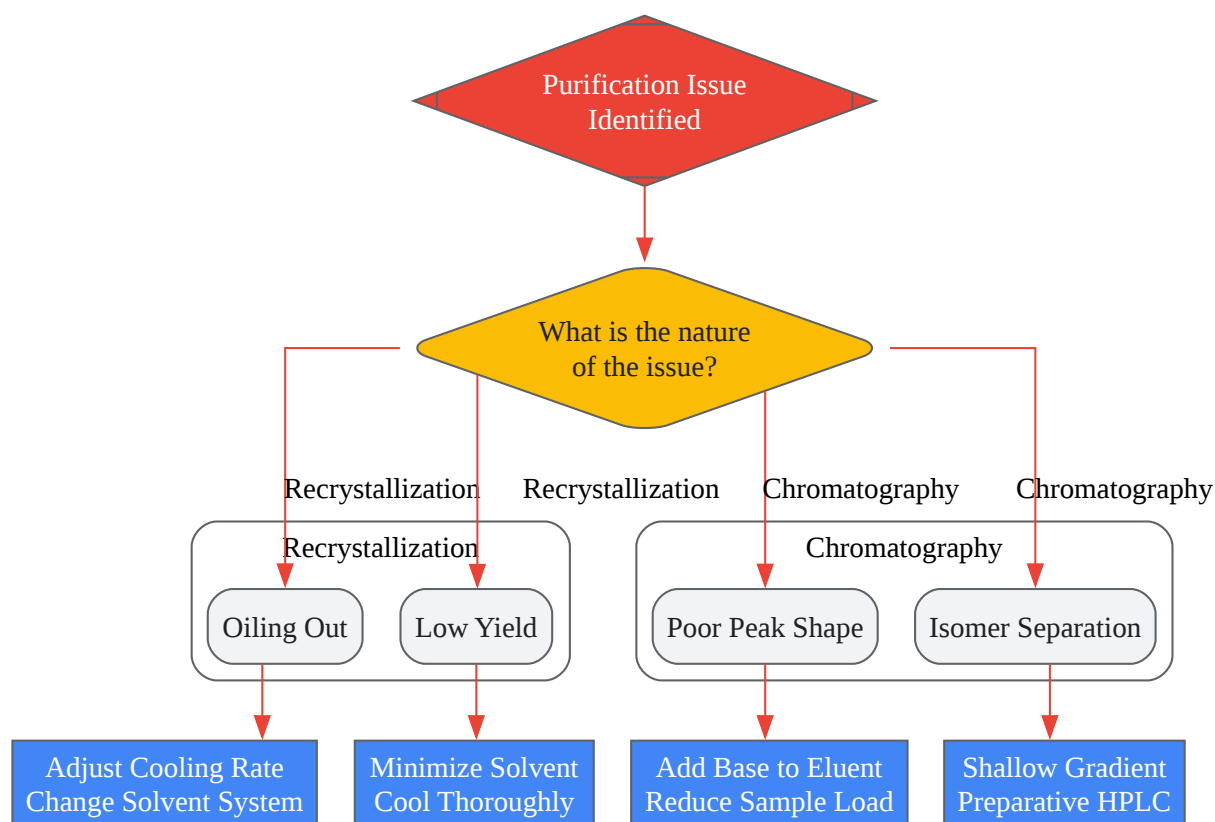 Purification Issue
Identified
What is the nature
of the issue?
Recrystallization
Recrystallization
Chromatography
Chromatography
Recrystallization
Chromatography
Oiling Out
Low Yield
Poor Peak Shape
Isomer Separation
Adjust Cooling Rate
Change Solvent System
Minimize Solvent
Cool Thoroughly
Add Base to Eluent
Reduce Sample Load
Shallow Gradient
Preparative HPLC